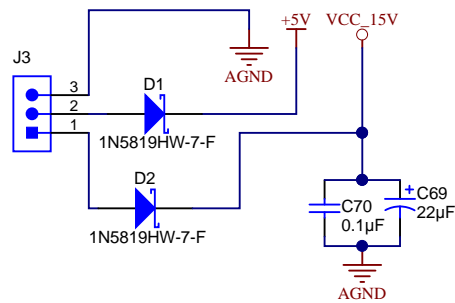 +5V
VCC_15V
J3
AGND
3
D1
2
1
1N5819HW-7-F
D2
1N5819HW-7-F
+
C70
0.1µF
C69
22µF
AGND